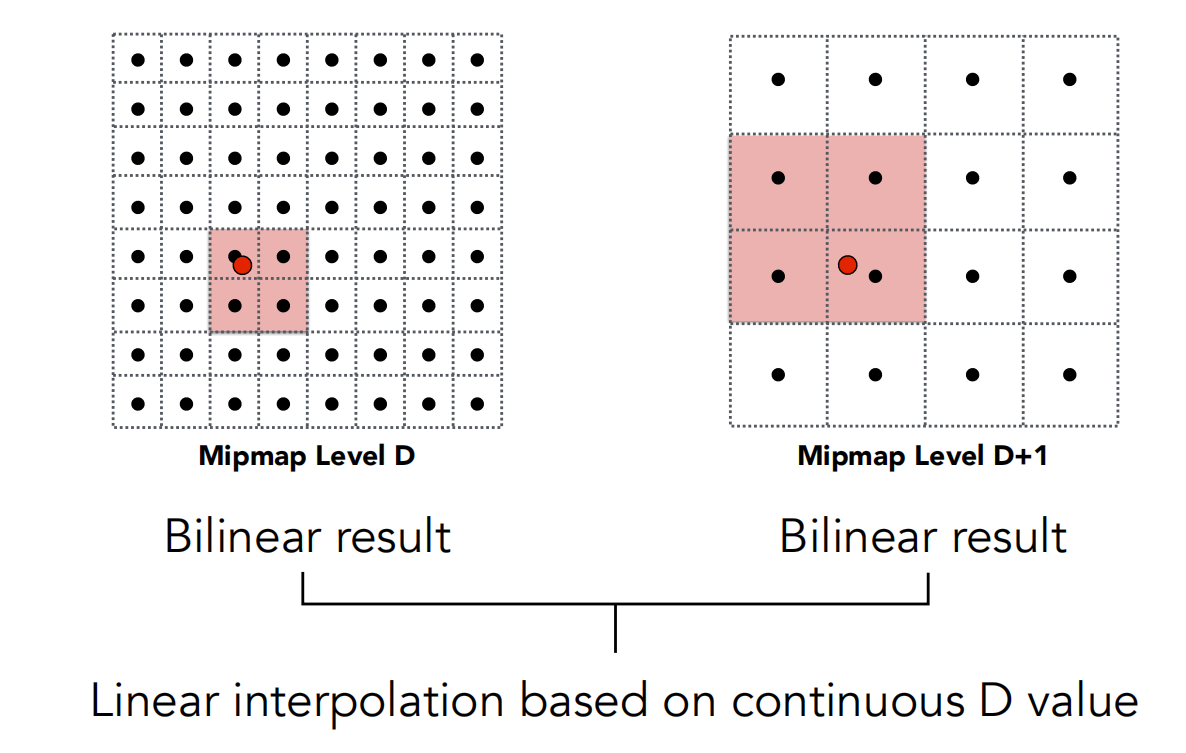 Mipmap Level D
Mipmap Level D+1
Bilinear result
Bilinear result
Linear interpolation based on continuous D value